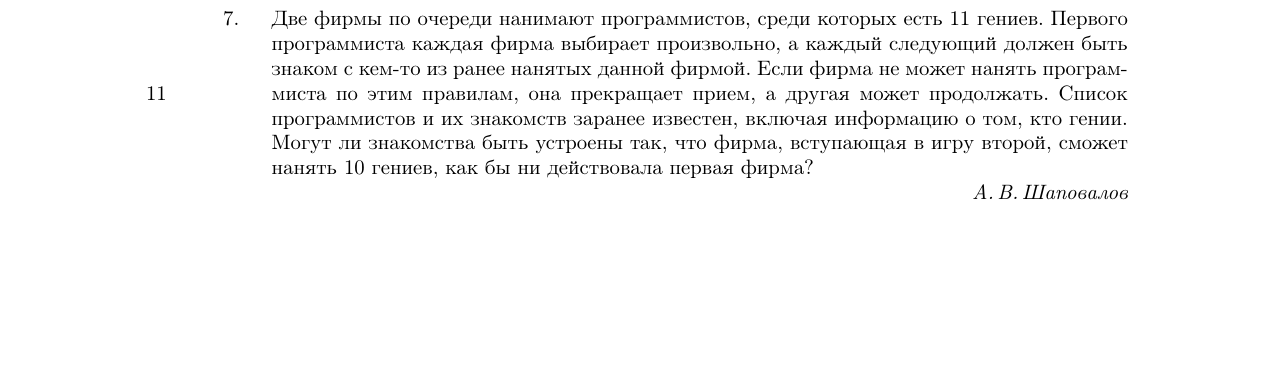 7. Две фирмы по очереди нанимают программистов, среди которых есть 11 гениев. Первого
программиста каждая фирма выбирает произвольно, а каждый следующий должен быть
знаком с кем-то из ранее нанятых данной фирмой. Если фирма не может нанять програм-
11 миста по этим правилам, она прекращает прием, а другая может продолжать. Список
программистов и их знакомств заранее известен, включая информацию о том, кто гении.
Могут ли знакомства быть устроены так, что фирма, вступающая в игру второй, сможет
нанять 10 гениев, как бы ни действовала первая фирма?
А. В. Шаповалов